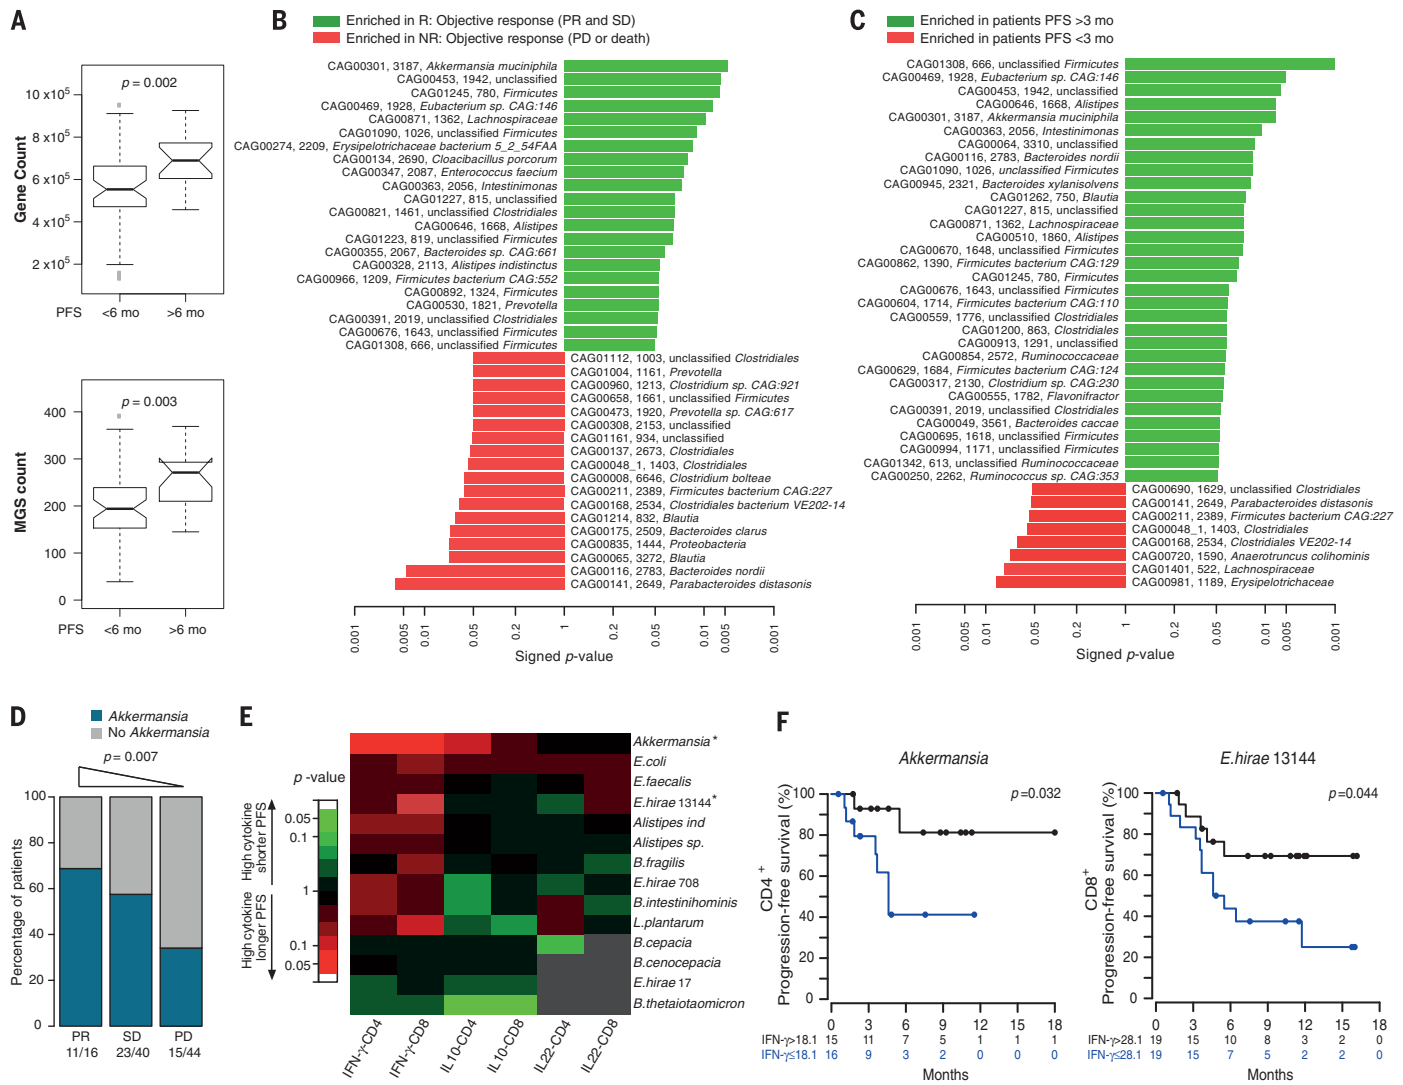 A
p = 0.002
Gene Count
10 x10⁵
8 x10⁵
6 x10⁵
4 x10⁵
2 x10⁵
PFS <6 mo >6 mo
p = 0.003
MGS count
400
300
200
100
0
PFS <6 mo >6 mo
B
Enriched in R: Objective response (PR and SD)
Enriched in NR: Objective response (PD or death)
CAG00301, 3187, Akkermansia muciniphila
CAG00453, 1942, unclassified
CAG01245, 780, Firmicutes
CAG00469, 1928, Eubacterium sp. CAG:146
CAG00871, 1362, Lachnospiraceae
CAG01090, 1026, unclassified Firmicutes
CAG00274, 2209, Erysipelotrichaceae bacterium 5_2_54FAA
CAG00134, 2690, Cloacibacillus porcorum
CAG00347, 2087, Enterococcus faecium
CAG00363, 2056, Intestinimonas
CAG01227, 815, unclassified
CAG00821, 1461, unclassified Clostridiales
CAG00646, 1668, Alistipes
CAG01223, 819, unclassified Firmicutes
CAG00355, 2067, Bacteroides sp. CAG:661
CAG00328, 2113, Alistipes indistinctus
CAG00966, 1209, Firmicutes bacterium CAG:552
CAG00892, 1324, Firmicutes
CAG00530, 1821, Prevotella
CAG00391, 2019, unclassified Clostridiales
CAG00676, 1643, unclassified Firmicutes
CAG01308, 666, unclassified Firmicutes
CAG01112, 1003, unclassified Clostridiales
CAG01004, 1161, Prevotella
CAG00960, 1213, Clostridium sp. CAG:921
CAG00658, 1661, unclassified Firmicutes
CAG00473, 1920, Prevotella sp. CAG:617
CAG00308, 2153, unclassified
CAG01161, 934, unclassified
CAG00137, 2673, Clostridiales
CAG00048_1, 1403, Clostridiales
CAG00008, 6646, Clostridium bolteae
CAG00211, 2389, Firmicutes bacterium CAG:227
CAG00168, 2534, Clostridiales bacterium VE202-14
CAG01214, 832, Blautia
CAG00175, 2509, Bacteroides clarus
CAG00835, 1444, Proteobacteria
CAG00065, 3272, Blautia
CAG00116, 2783, Bacteroides nordii
CAG00141, 2649, Parabacteroides distasonis
0.001 0.005 0.01 0.05 0.2 1 0.2 0.05 0.01 0.005 0.001
Signed p-value
C
Enriched in patients PFS >3 mo
Enriched in patients PFS <3 mo
CAG01308, 666, unclassified Firmicutes
CAG00469, 1928, Eubacterium sp. CAG:146
CAG00453, 1942, unclassified
CAG00646, 1668, Alistipes
CAG00301, 3187, Akkermansia muciniphila
CAG00363, 2056, Intestinimonas
CAG00064, 3310, unclassified
CAG00116, 2783, Bacteroides nordii
CAG01090, 1026, unclassified Firmicutes
CAG00945, 2321, Bacteroides xylanisolvens
CAG01262, 750, Blautia
CAG01227, 815, unclassified
CAG00871, 1362, Lachnospiraceae
CAG00510, 1860, Alistipes
CAG00670, 1648, unclassified Firmicutes
CAG00862, 1390, Firmicutes bacterium CAG:129
CAG01245, 780, Firmicutes
CAG00676, 1643, unclassified Firmicutes
CAG00604, 1714, Firmicutes bacterium CAG:110
CAG00559, 1776, unclassified Clostridiales
CAG01200, 863, Clostridiales
CAG00913, 1291, unclassified
CAG00854, 2572, Ruminococcaceae
CAG00629, 1684, Firmicutes bacterium CAG:124
CAG00317, 2130, Clostridium sp. CAG:230
CAG00555, 1782, Flavonifractor
CAG00391, 2019, unclassified Clostridiales
CAG00049, 3561, Bacteroides caccae
CAG00695, 1618, unclassified Firmicutes
CAG00994, 1171, unclassified Firmicutes
CAG01342, 613, unclassified Ruminococcaceae
CAG00250, 2262, Ruminococcus sp. CAG:353
CAG00690, 1629, unclassified Clostridiales
CAG00141, 2649, Parabacteroides distasonis
CAG00211, 2389, Firmicutes bacterium CAG:227
CAG00048_1, 1403, Clostridiales
CAG00168, 2534, Clostridiales VE202-14
CAG00720, 1590, Anaerotruncus colihominis
CAG01401, 522, Lachnospiraceae
CAG00981, 1189, Erysipelotrichaceae
0.001 0.005 0.01 0.05 0.2 1 0.2 0.05 0.01 0.005 0.001
Signed p-value
D
Akkermansia
No Akkermansia
p = 0.007
Percentage of patients
100
80
60
40
20
0
PR SD PD
11/16 23/40 15/44
E
p -value
0.05
0.1
1
0.1
0.05
High cytokine
shorter PFS
High cytokine
longer PFS
Akkermansia *
E.coli
E.faecalis
E.hirae 13144 *
Alistipes ind
Alistipes sp.
B.fragilis
E.hirae 708
B.intestinihominis
L.plantarum
B.cepacia
B.cenocepacia
E.hirae 17
B.thetaiotaomicron
IFN-γ-CD4 IFN-γ-CD8 IL10-CD4 IL10-CD8 IL22-CD4 IL22-CD8
F
Akkermansia
p=0.032
CD4⁺
Progression-free survival (%)
100
80
60
40
20
0
0 3 6 9 12 15 18
IFN-γ>18.1 15 11 7 5 1 1 1
IFN-γ≤18.1 16 9 3 2 0 0 0
Months
E.hirae 13144
p=0.044
CD8⁺
Progression-free survival (%)
100
80
60
40
20
0
0 3 6 9 12 15 18
IFN-γ>28.1 19 15 10 8 3 2 0
IFN-γ≤28.1 19 15 7 5 2 2 0
Months